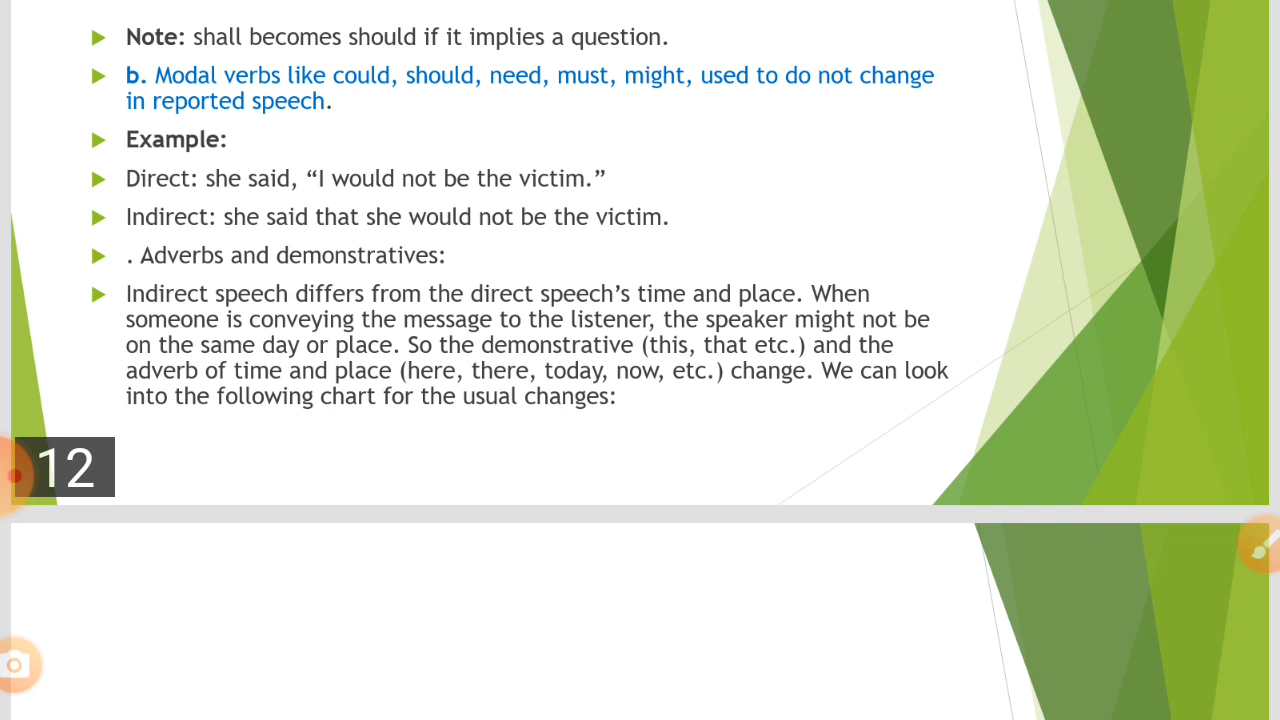 Note: shall becomes should if it implies a question.
b. Modal verbs like could, should, need, must, might, used to do not change
in reported speech.
Example:
Direct: she said, “I would not be the victim.”
Indirect: she said that she would not be the victim.
. Adverbs and demonstratives:
Indirect speech differs from the direct speech’s time and place. When
someone is conveying the message to the listener, the speaker might not be
on the same day or place. So the demonstrative (this, that etc.) and the
adverb of time and place (here, there, today, now, etc.) change. We can look
into the following chart for the usual changes:
12